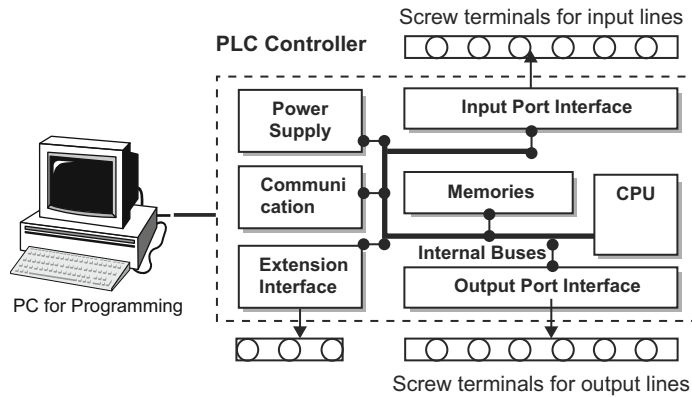 Screw terminals for input lines
PLC Controller
Power
Supply
Input Port Interface
Communi
cation
Memories
CPU
Internal Buses
Extension
Interface
Output Port Interface
PC for Programming
Screw terminals for output lines